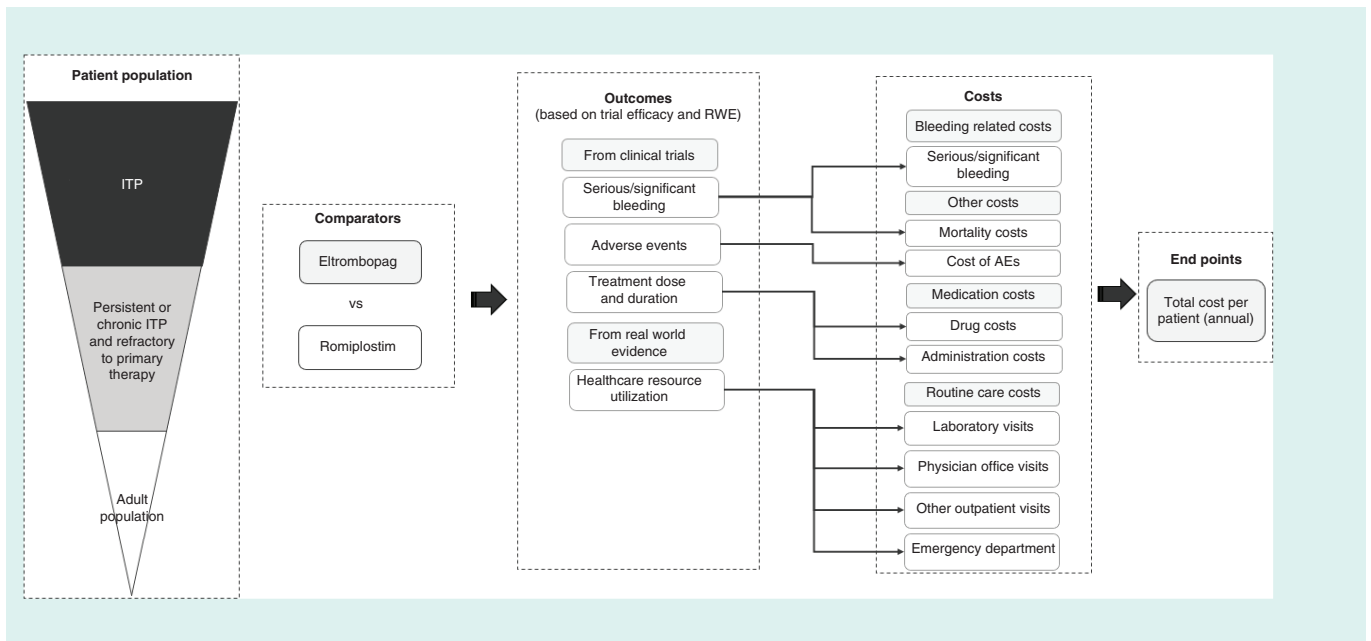 Patient population
ITP
Persistent or
chronic ITP
and refractory
to primary
therapy
Adult
population
Comparators
Eltrombopag
vs
Romiplostim
Outcomes
(based on trial efficacy and RWE)
From clinical trials
Serious/significant
bleeding
Adverse events
Treatment dose
and duration
From real world
evidence
Healthcare resource
utilization
Costs
Bleeding related costs
Serious/significant
bleeding
Other costs
Mortality costs
Cost of AEs
Medication costs
Drug costs
Administration costs
Routine care costs
Laboratory visits
Physician office visits
Other outpatient visits
Emergency department
End points
Total cost per
patient (annual)